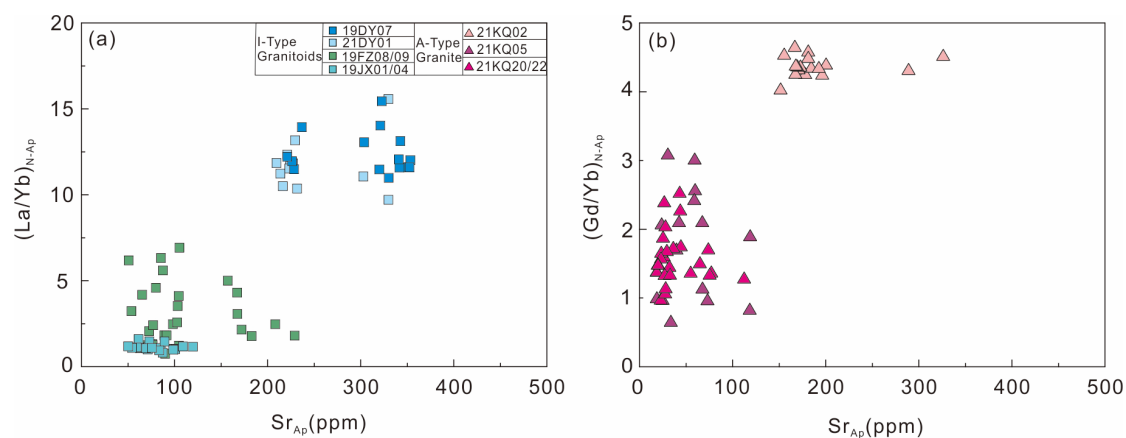 (a)
I-Type
Granitoids
19DY07
21DY01
19FZ08/09
19JX01/04
A-Type
Granite
21KQ02
21KQ05
21KQ20/22
20
15
10
5
0
(La/Yb)N-Ap
0 100 200 300 400 500
SrAp(ppm)
(b)
5
4
3
2
1
0
(Gd/Yb)N-Ap
0 100 200 300 400 500
SrAp(ppm)